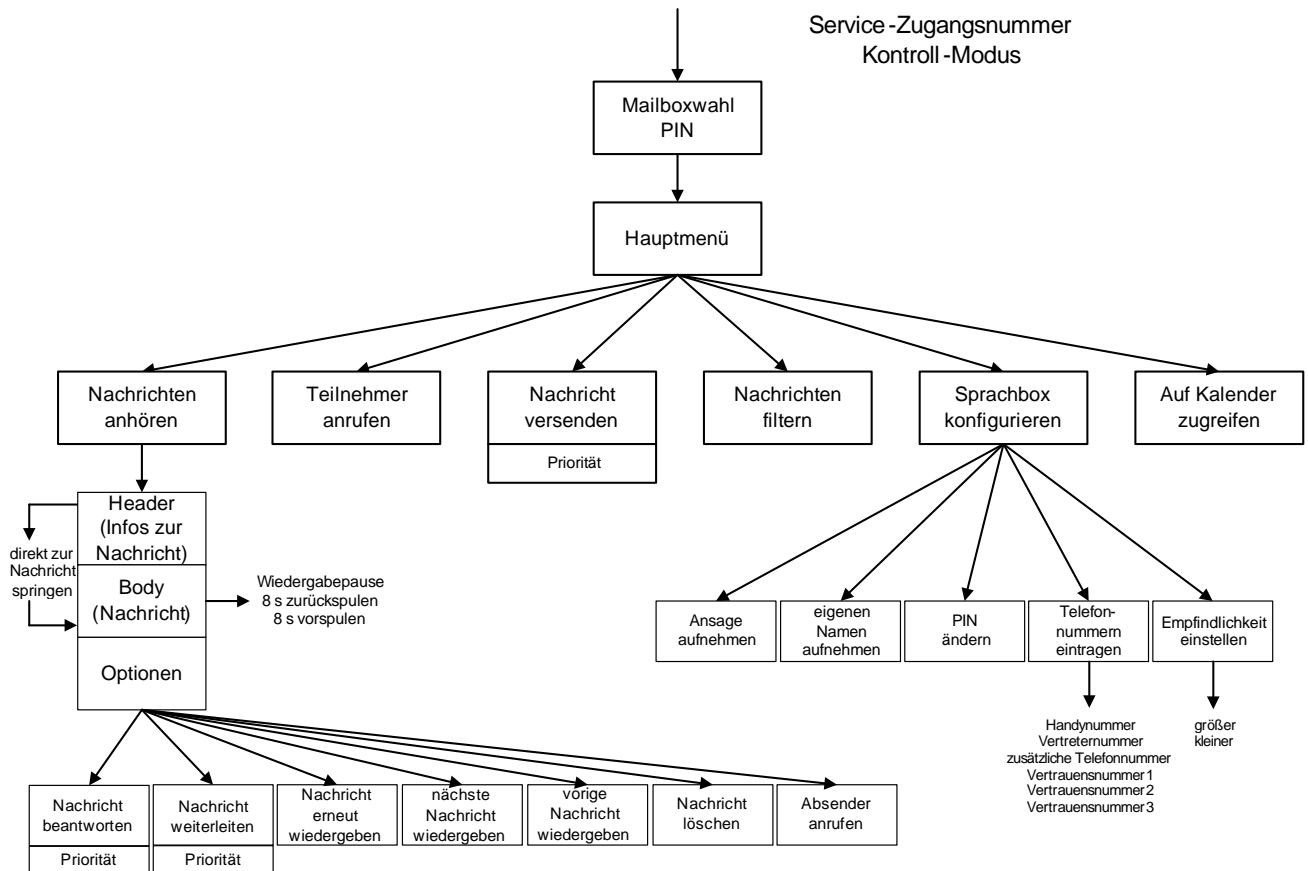 Service-Zugangsnummer
Kontroll-Modus
Mailboxwahl
PIN
Hauptmenü
Nachrichten
anhören
Teilnehmer
anrufen
Nachricht
versenden
Priorität
Nachrichten
filtern
Sprachbox
konfigurieren
Auf Kalender
zugreifen
Header
(Infos zur
Nachricht)
direkt zur
Nachricht
springen
Body
(Nachricht)
Wiedergabepause
8 s zurückspulen
8 s vorspulen
Optionen
Ansage
aufnehmen
eigenen
Namen
aufnehmen
PIN
ändern
Telefon-
nummern
eintragen
Empfindlichkeit
einstellen
Handynummer
Vertreternummer
zusätzliche Telefonnummer
Vertrauensnummer 1
Vertrauensnummer 2
Vertrauensnummer 3
größer
kleiner
Nachricht
beantworten
Priorität
Nachricht
weiterleiten
Priorität
Nachricht
erneut
wiedergeben
nächste
Nachricht
wiedergeben
vorige
Nachricht
wiedergeben
Nachricht
löschen
Absender
anrufen